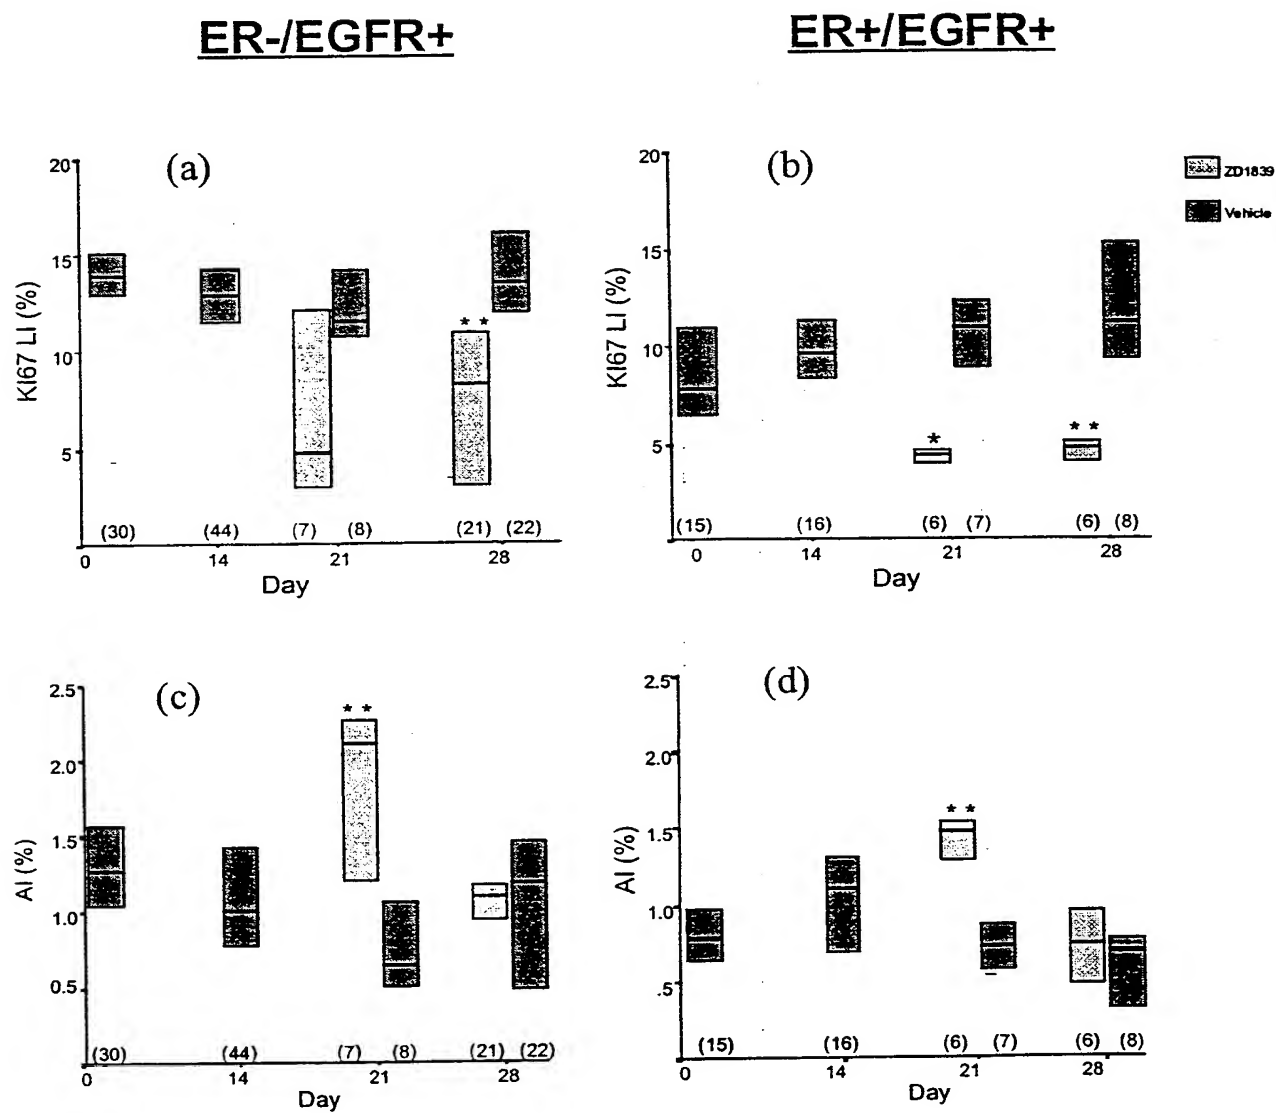 ER-/EGFR+
ER+/EGFR+
(a)
20
15
10
5
KI67 LI (%)
* *
(30) (44) (7) (8) (21) (22)
0 14 21 28
Day
(b)
20
15
10
5
KI67 LI (%)
*
* *
(15) (16) (6) (7) (6) (8)
0 14 21 28
Day
ZD1839
Vehicle
(c)
2.5
2.0
1.5
1.0
0.5
AI (%)
* *
(30) (44) (7) (8) (21) (22)
0 14 21 28
Day
(d)
2.5
2.0
1.5
1.0
.5
AI (%)
* *
(15) (16) (6) (7) (6) (8)
0 14 21 28
Day